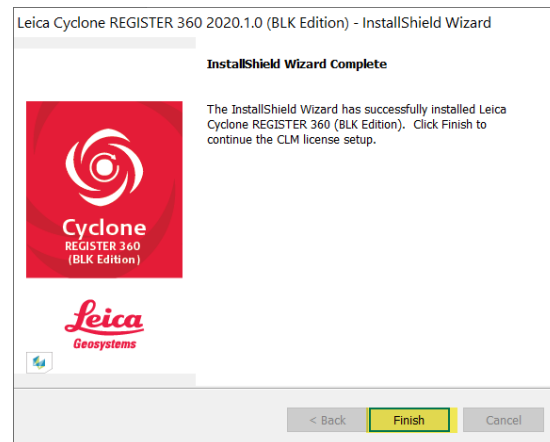 Leica Cyclone REGISTER 360 2020.1.0 (BLK Edition) - InstallShield Wizard
InstallShield Wizard Complete
The InstallShield Wizard has successfully installed Leica
Cyclone REGISTER 360 (BLK Edition). Click Finish to
continue the CLM license setup.
Cyclone
REGISTER 360
(BLK Edition)
Leica
Geosystems
< Back
Finish
Cancel